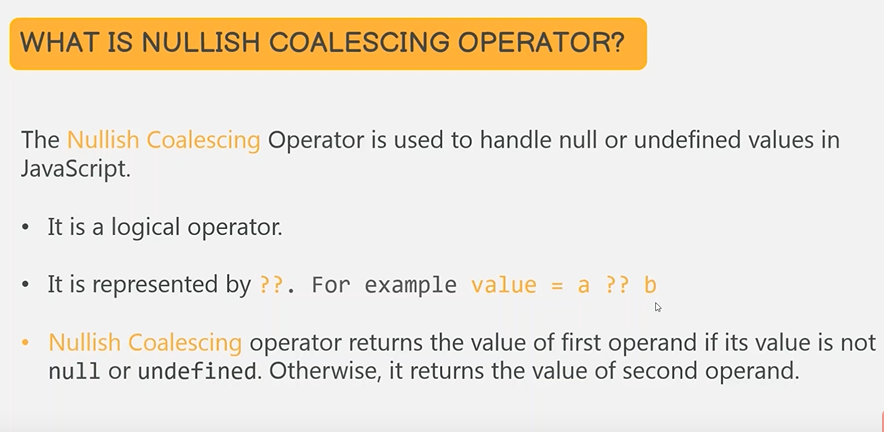 WHAT IS NULLISH COALESCING OPERATOR?
The Nullish Coalescing Operator is used to handle null or undefined values in
JavaScript.
• It is a logical operator.
• It is represented by ??. For example value = a ?? b
• Nullish Coalescing operator returns the value of first operand if its value is not
null or undefined. Otherwise, it returns the value of second operand.